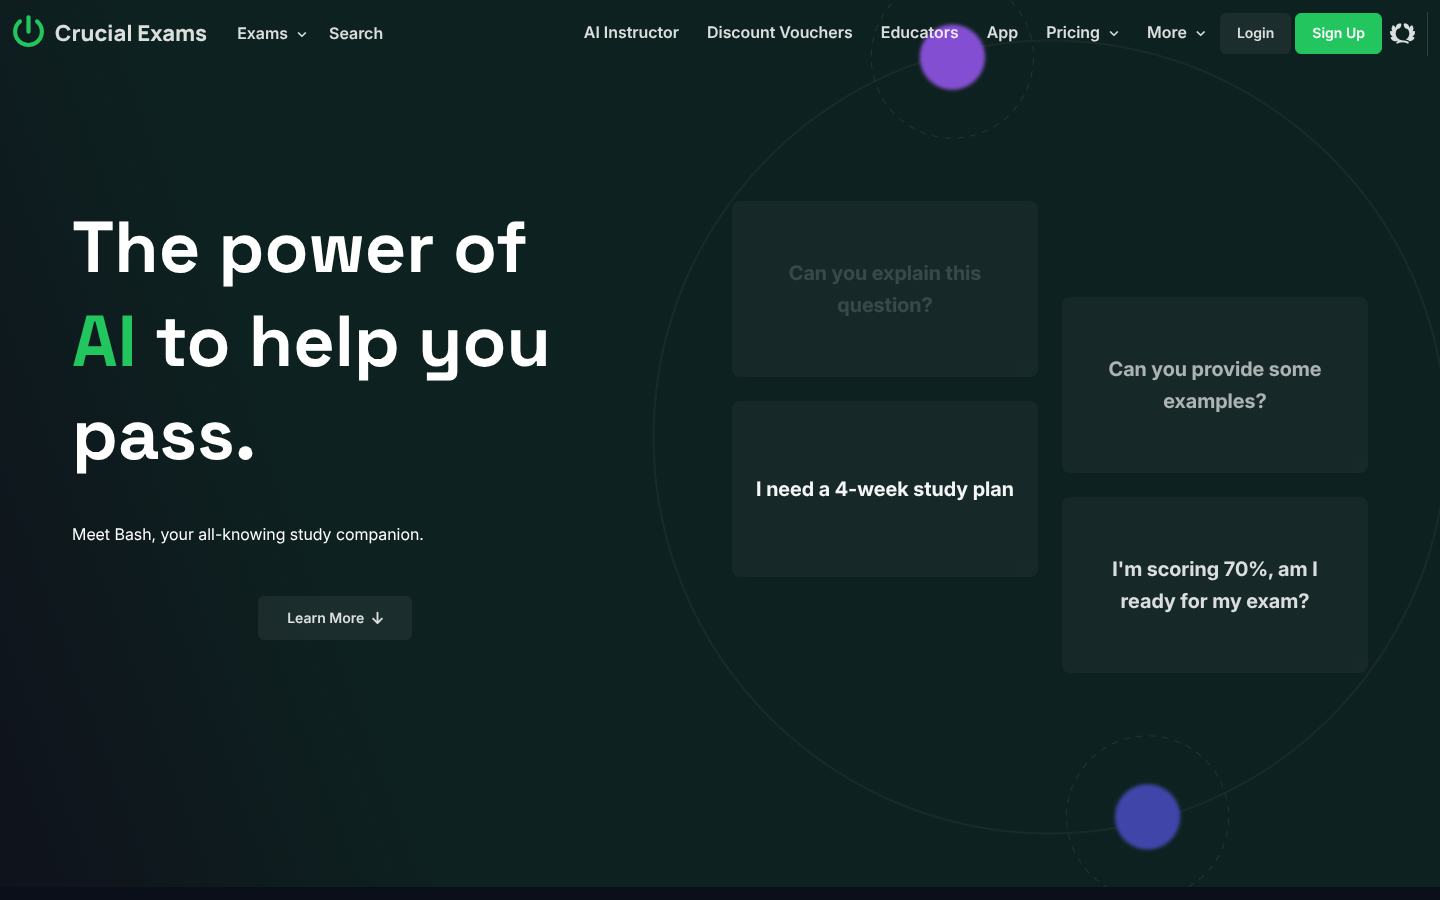 Crucial Exams
Exams
Search
AI Instructor
Discount Vouchers
Educators
App
Pricing
More
Login
Sign Up
The power of
AI to help you
pass.
Meet Bash, your all-knowing study companion.
Learn More
Can you explain this
question?
I need a 4-week study plan
Can you provide some
examples?
I'm scoring 70%, am I
ready for my exam?